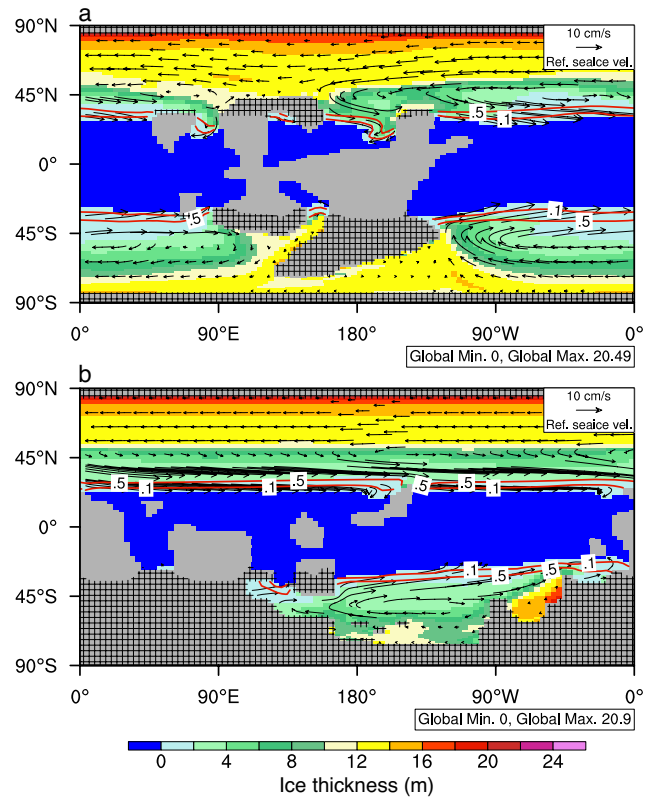 a
90°N
45°N
0°
45°S
90°S
10 cm/s
Ref. seaice vel.
.5
.1
.1
.5
.5
0°
90°E
180°
90°W
0°
Global Min. 0, Global Max. 20.49
b
90°N
45°N
0°
45°S
90°S
10 cm/s
Ref. seaice vel.
.5
.1
.5
.1
.5
.5
.1
.1
.5
.5
.1
0°
90°E
180°
90°W
0°
Global Min. 0, Global Max. 20.9
0 4 8 12 16 20 24
Ice thickness (m)